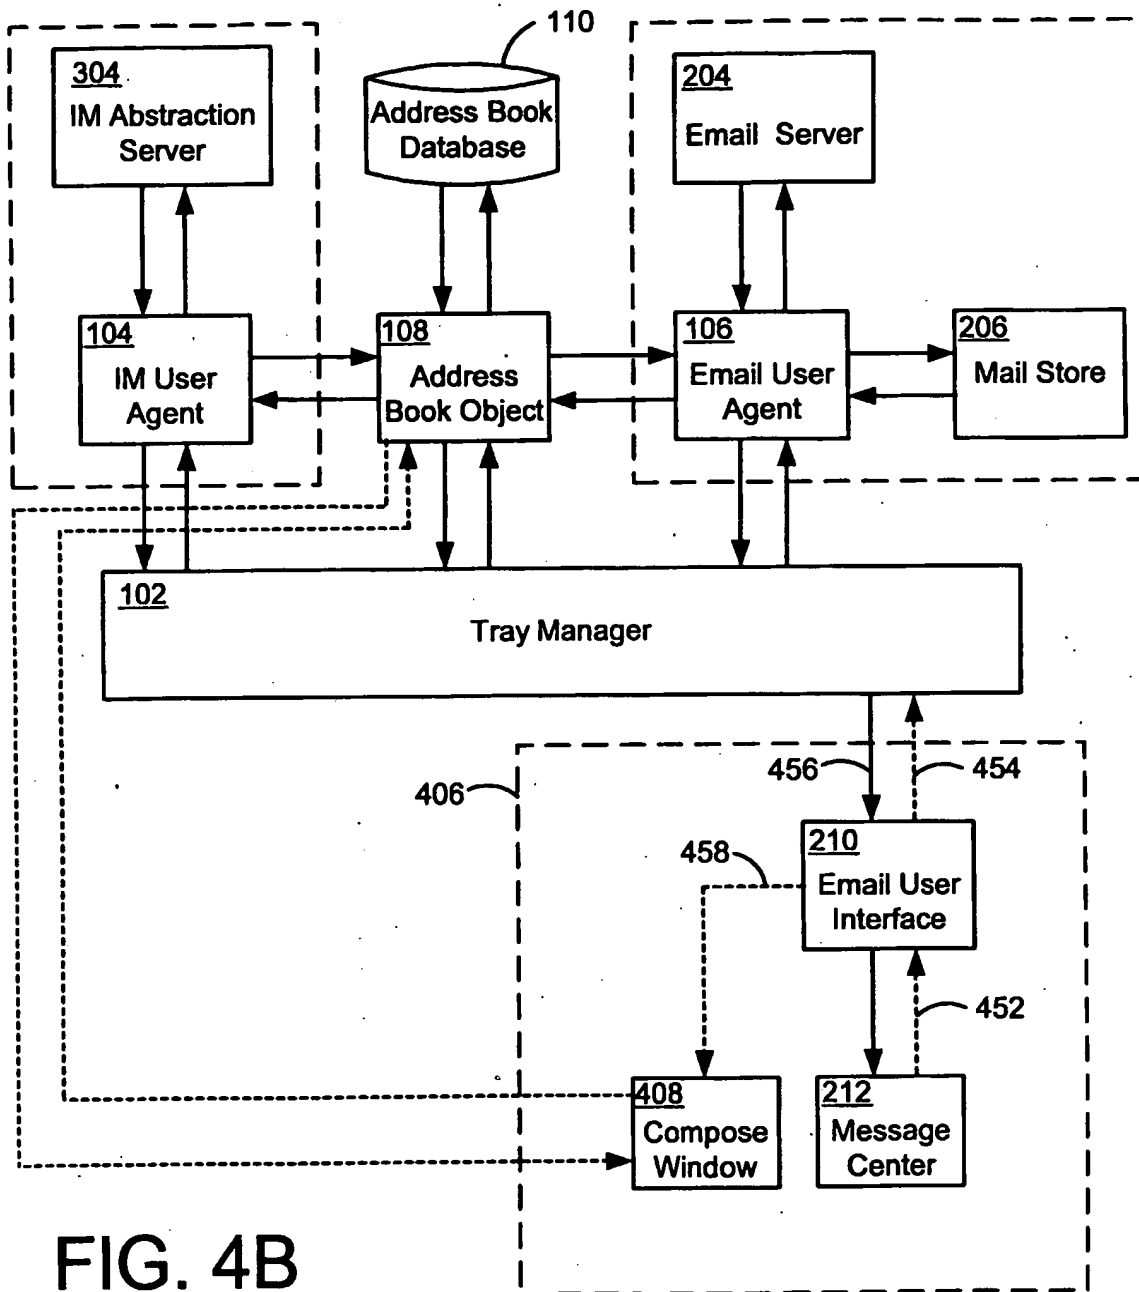 110
304
IM Abstraction
Server
Address Book
Database
204
Email Server
104
IM User
Agent
108
Address
Book Object
106
Email User
Agent
206
Mail Store
102
Tray Manager
406
456
454
458
210
Email User
Interface
452
408
Compose
Window
212
Message
Center
FIG. 4B